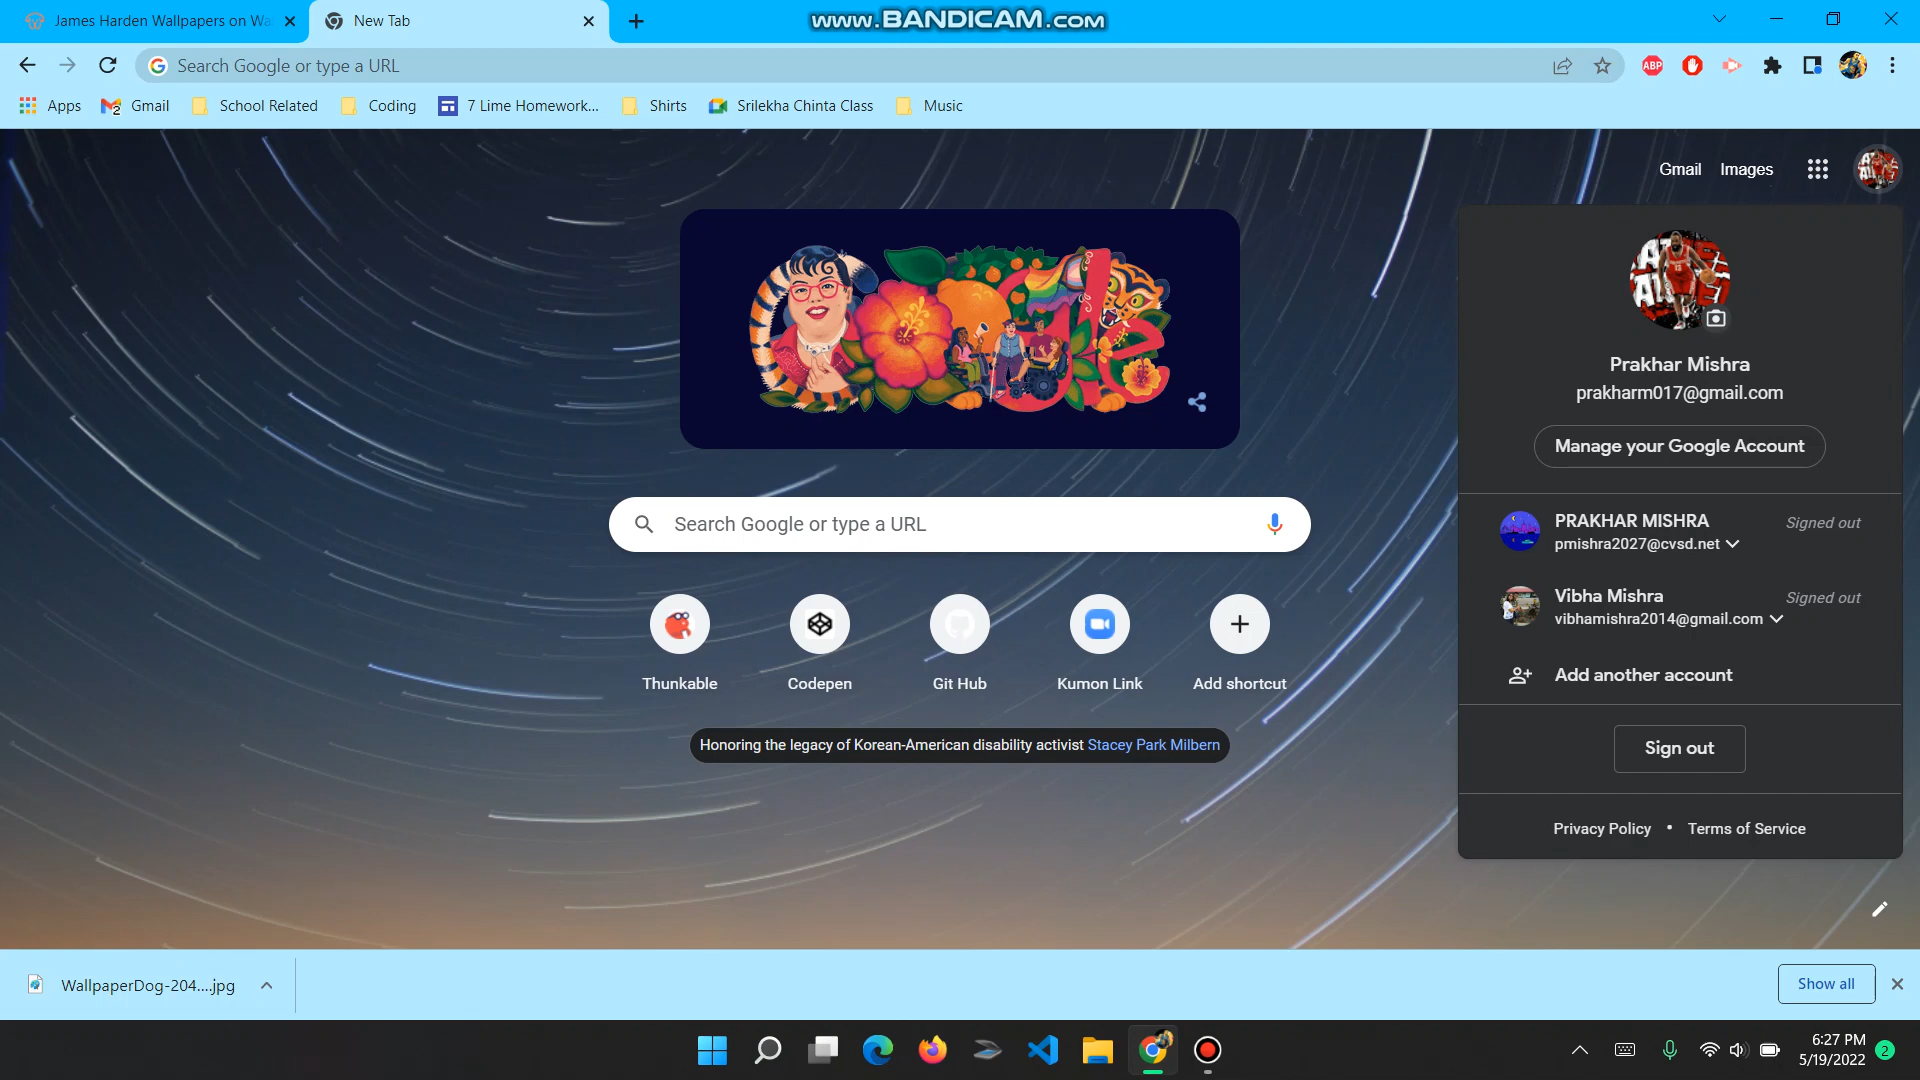 James Harden Wallpapers on Wa
New Tab
www.BANDICAM.com
Search Google or type a URL
ABP
Apps
2
Gmail
School Related
Coding
7 Lime Homework...
Shirts
Srilekha Chinta Class
Music
Gmail
Images
Prakhar Mishra
prakharm017@gmail.com
Manage your Google Account
PRAKHAR MISHRA
Signed out
pmishra2027@cvsd.net
Vibha Mishra
Signed out
vibhamishra2014@gmail.com
Add another account
Sign out
Privacy Policy • Terms of Service
Search Google or type a URL
Thunkable
Codepen
Git Hub
Kumon Link
Add shortcut
Honoring the legacy of Korean-American disability activist Stacey Park Milbern
WallpaperDog-204....jpg
Show all
6:27 PM
5/19/2022
2